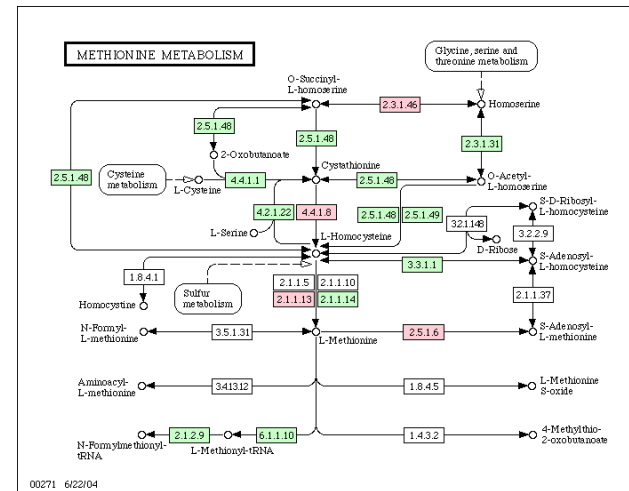 METHIONINE METABOLISM
Glycine, serine and
threonine metabolism
O-Succinyl-
L-homoserine
2.3.1.46
Homoserine
2.5.1.48
2.5.1.48
2.3.1.31
2-Oxobutanoate
Cysteine
metabolism
L-Cysteine
2.5.1.48
4.4.1.1
Cystathionine
2.5.1.48
O-Acetyl-
L-homoserine
4.2.1.22
4.4.1.8
2.5.1.48
2.5.1.49
S-D-Ribosyl-
L-homocysteine
L-Serine
L-Homocysteine
3.2.1.148
D-Ribose
3.2.2.9
3.3.1.1
S-Adenosyl-
L-homocysteine
1.8.4.1
Homocystine
Sulfur
metabolism
2.1.1.5
2.1.1.10
2.1.1.13
2.1.1.14
2.1.1.37
N-Formyl-
L-methionine
3.5.1.31
L-Methionine
2.5.1.6
S-Adenosyl-
L-methionine
Aminoacyl-
L-methionine
3.4.13.12
1.8.4.5
L-Methionine
S-oxide
N-Formylmethionyl-
tRNA
2.1.2.9
L-Methionyl-tRNA
6.1.1.10
1.4.3.2
4-Methylthio-
2-oxobutanoate
00271 6/22/04